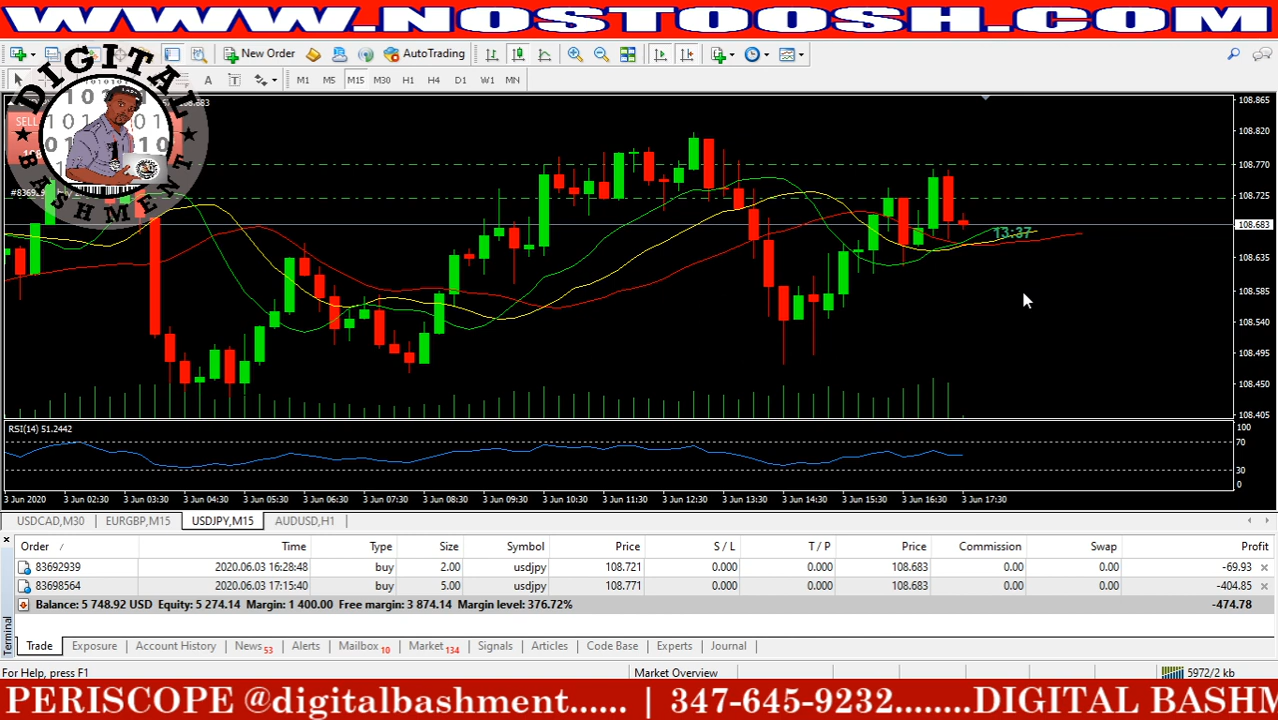 WWW.NOSTOOSH.COM
New Order AutoTrading
A T M1 M5 M15 M30 H1 H4 D1 W1 MN
DIGITAL BASHMENT
SELL
108.865
108.820
108.770
108.725
108.683
108.635
108.585
108.540
108.490
108.450
108.405
13:37
RSI(14) 51.2442
100
70
30
0
3 Jun 2020 3 Jun 02:30 3 Jun 03:30 3 Jun 04:30 3 Jun 05:30 3 Jun 06:30 3 Jun 07:30 3 Jun 08:30 3 Jun 09:30 3 Jun 10:30 3 Jun 11:30 3 Jun 12:30 3 Jun 13:30 3 Jun 14:30 3 Jun 15:30 3 Jun 16:30 3 Jun 17:30
USDCAD,M30 EURGBP,M15 USDJPY,M15 AUDUSD,H1
Order / Time Type Size Symbol Price S / L T / P Price Commission Swap Profit
83692939 2020.06.03 16:28:48 buy 2.00 usdjpy 108.721 0.000 0.000 108.683 0.00 0.00 -69.93
83698564 2020.06.03 17:15:40 buy 5.00 usdjpy 108.771 0.000 0.000 108.683 0.00 0.00 -404.85
Balance: 5 748.92 USD Equity: 5 274.14 Margin: 1 400.00 Free margin: 3 874.14 Margin level: 376.72% -474.78
Terminal
Trade Exposure Account History News 53 Alerts Mailbox 10 Market 134 Signals Articles Code Base Experts Journal
For Help, press F1 Market Overview 5972/2 kb
PERISCOPE @digitalbashment...... | 347-645-9232........DIGITAL BASHM